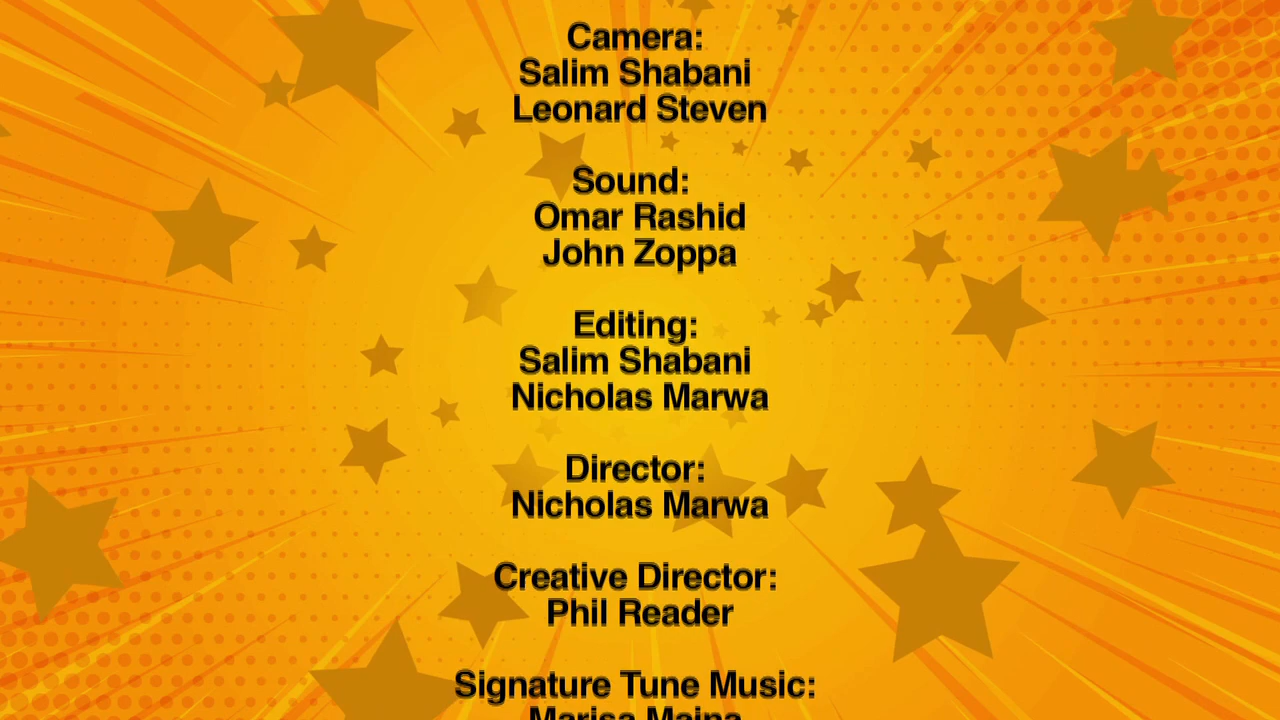 Camera:
Salim Shabani
Leonard Steven
Sound:
Omar Rashid
John Zoppa
Editing:
Salim Shabani
Nicholas Marwa
Director:
Nicholas Marwa
Creative Director:
Phil Reader
Signature Tune Music: